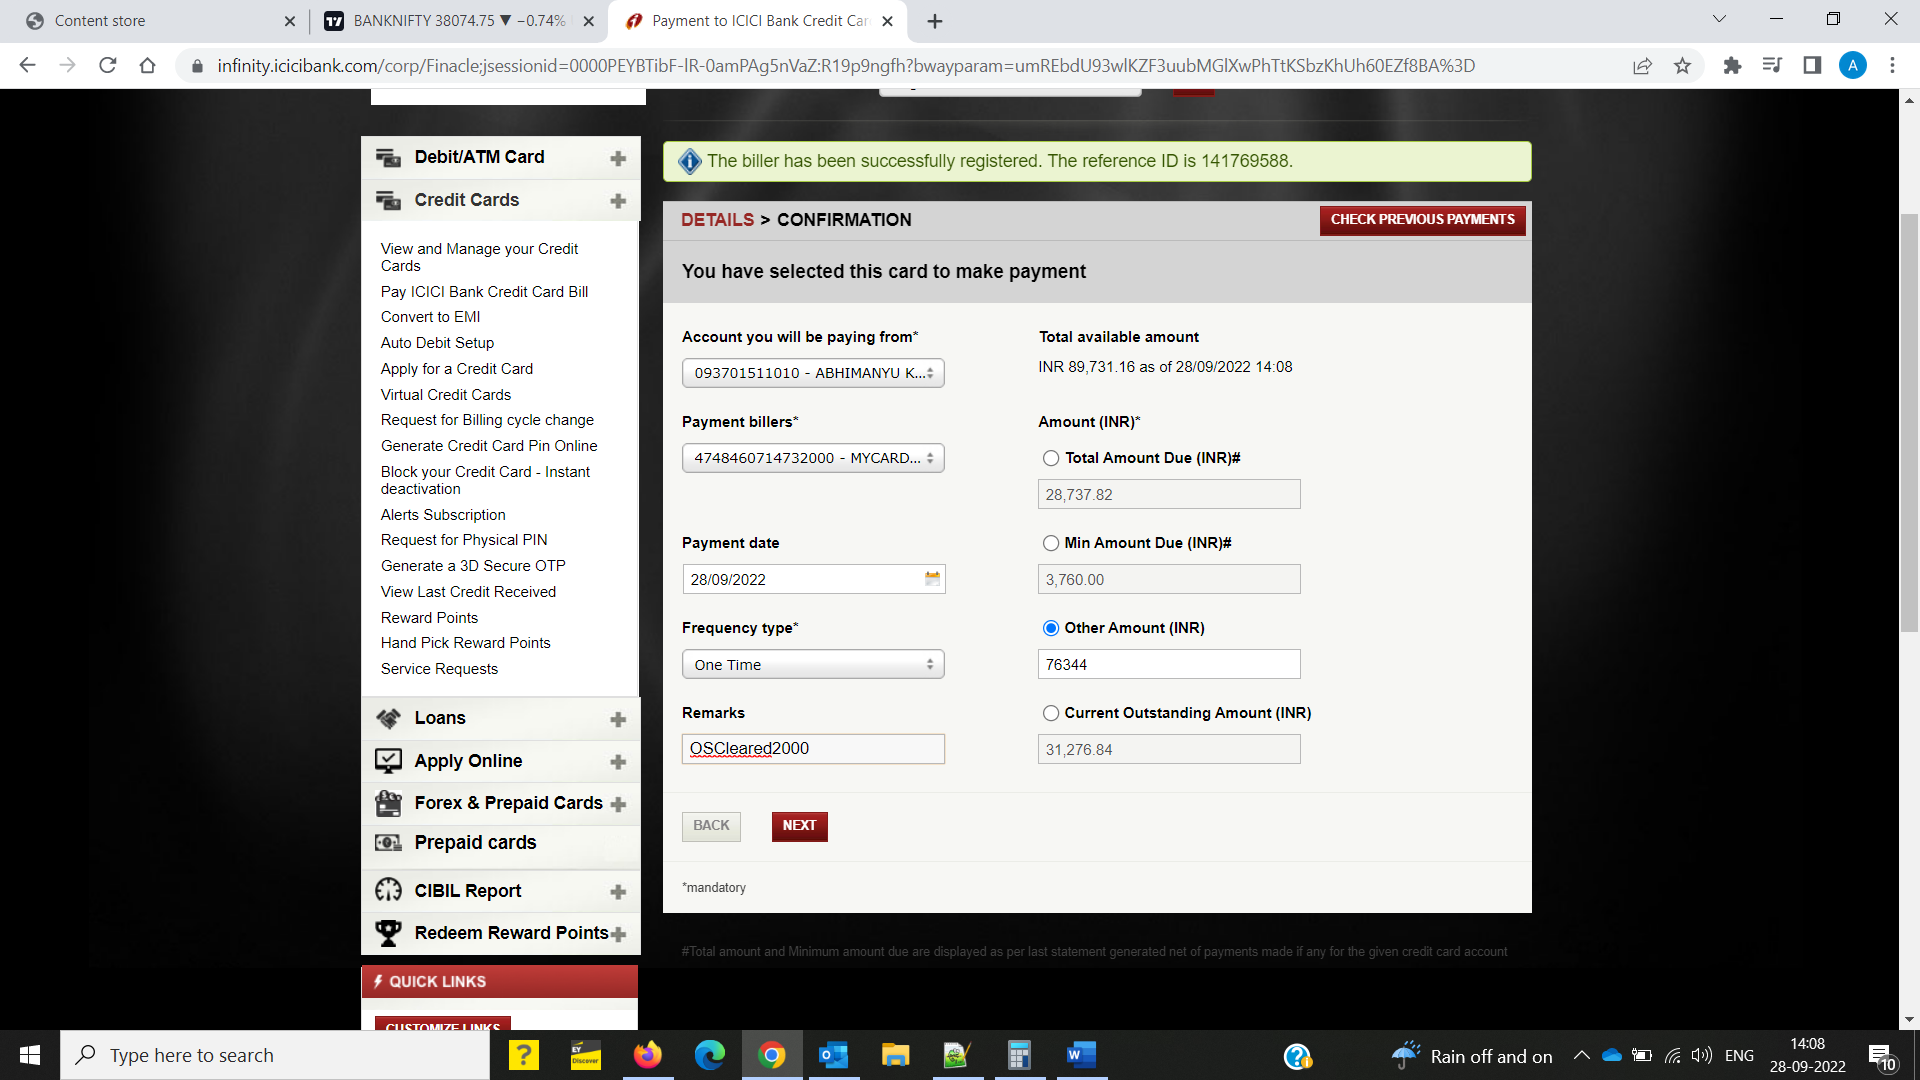 Content store
BANKNIFTY 38074.75 ▼ −0.74%
Payment to ICICI Bank Credit Car
infinity.icicibank.com/corp/Finacle;jsessionid=0000PEYBTibF-lR-0amPAg5nVaZ:R19p9ngfh?bwayparam=umREbdU93wlKZF3uubMGlXwPhTtKSbzKhUh60EZf8BA%3D
A
Debit/ATM Card
Credit Cards
View and Manage your Credit
Cards
Pay ICICI Bank Credit Card Bill
Convert to EMI
Auto Debit Setup
Apply for a Credit Card
Virtual Credit Cards
Request for Billing cycle change
Generate Credit Card Pin Online
Block your Credit Card - Instant
deactivation
Alerts Subscription
Request for Physical PIN
Generate a 3D Secure OTP
View Last Credit Received
Reward Points
Hand Pick Reward Points
Service Requests
Loans
Apply Online
Forex & Prepaid Cards
Prepaid cards
CIBIL Report
Redeem Reward Points
QUICK LINKS
CUSTOMIZE LINKS
The biller has been successfully registered. The reference ID is 141769588.
DETAILS > CONFIRMATION
CHECK PREVIOUS PAYMENTS
You have selected this card to make payment
Account you will be paying from*
093701511010 - ABHIMANYU K...
Total available amount
INR 89,731.16 as of 28/09/2022 14:08
Payment billers*
4748460714732000 - MYCARD...
Amount (INR)*
Total Amount Due (INR)#
28,737.82
Payment date
28/09/2022
Min Amount Due (INR)#
3,760.00
Frequency type*
One Time
Other Amount (INR)
76344
Remarks
OSCleared2000
Current Outstanding Amount (INR)
31,276.84
BACK
NEXT
*mandatory
#Total amount and Minimum amount due are displayed as per last statement generated net of payments made if any for the given credit card account
Type here to search
EY
Discover
Rain off and on
ENG
14:08
28-09-2022
10